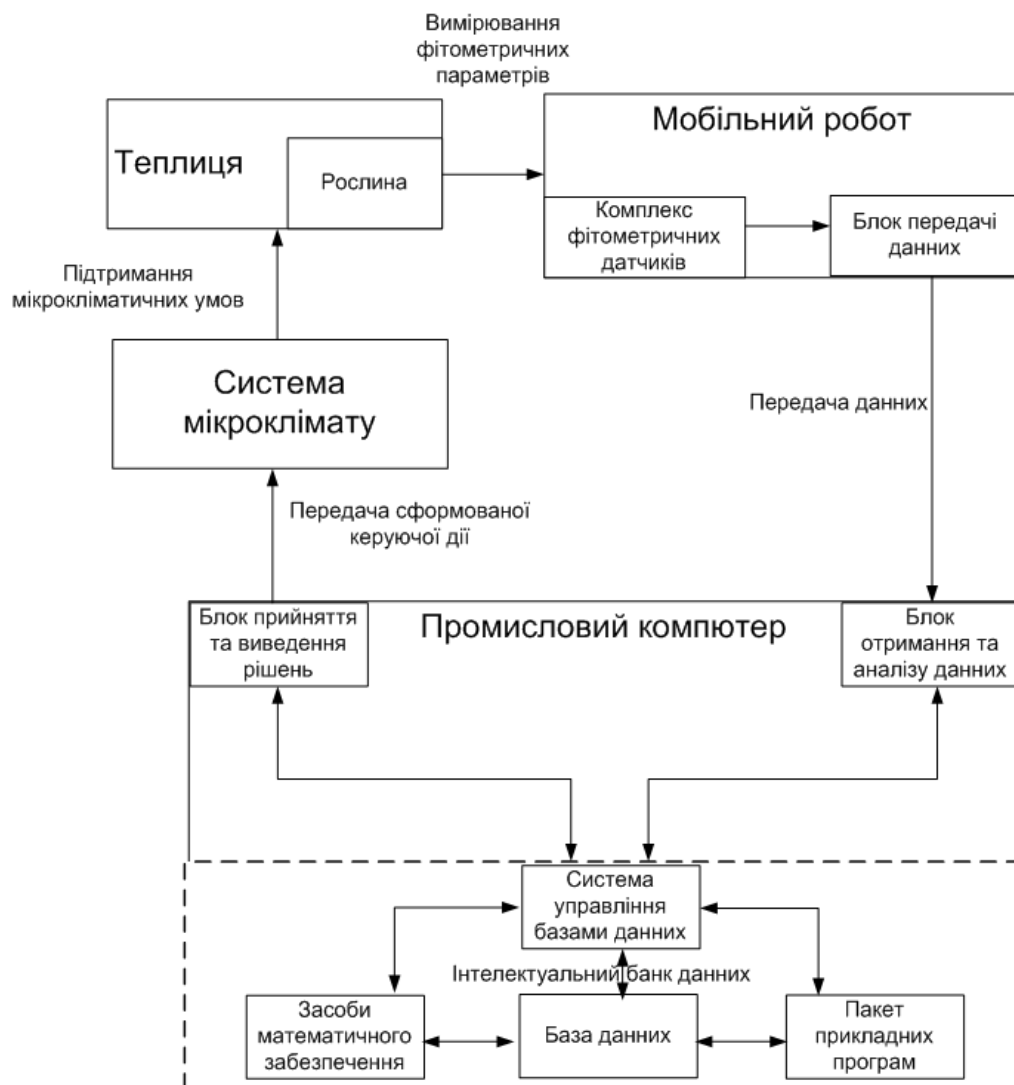 Вимірювання
фітометричних
параметрів
Теплиця
Рослина
Мобільний робот
Комплекс
фітометричних
датчиків
Блок передачі
данних
Підтримання
мікрокліматичних умов
Система
мікроклімату
Передача данних
Передача сформованої
керуючої дії
Блок прийняття
та виведення
рішень
Промисловий компютер
Блок
отримання та
аналізу данних
Система
управління
базами данних
Інтелектуальний банк данних
Засоби
математичного
забезпечення
База данних
Пакет
прикладних
програм